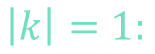 |k| = 1: